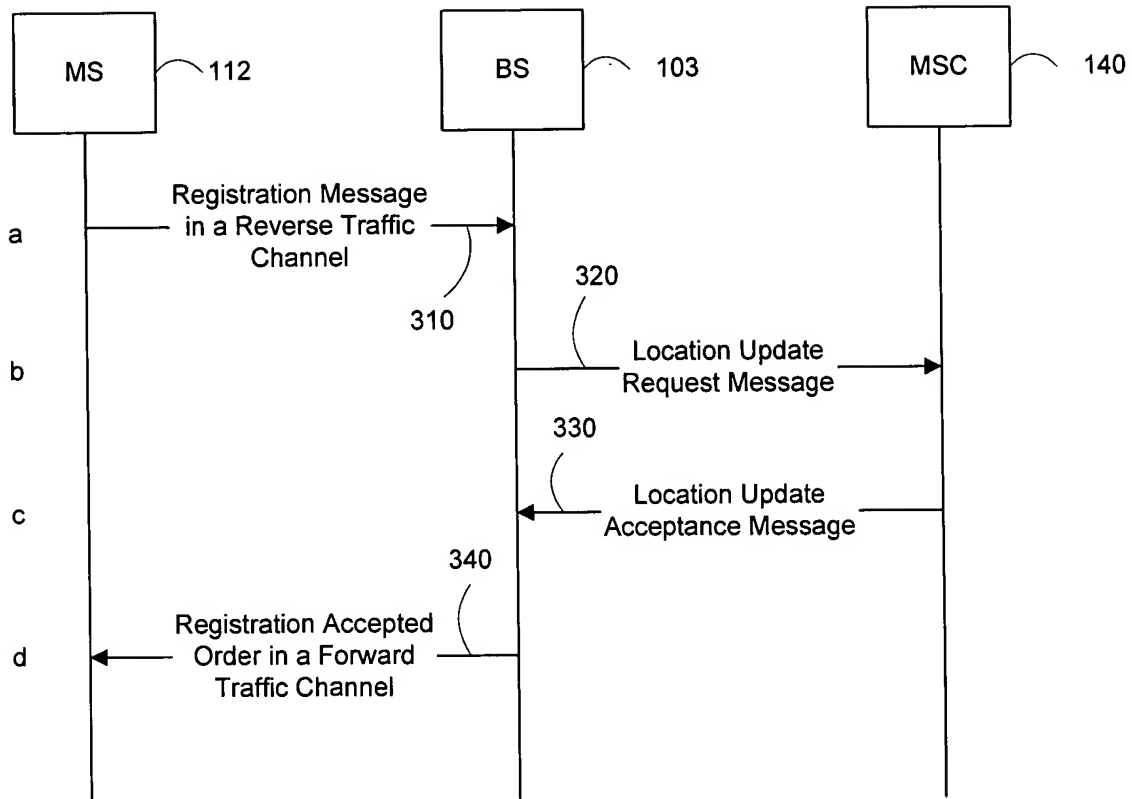 MS
112
BS
103
MSC
140
a
Registration Message
in a Reverse Traffic
Channel
310
320
b
Location Update
Request Message
330
c
Location Update
Acceptance Message
340
d
Registration Accepted
Order in a Forward
Traffic Channel